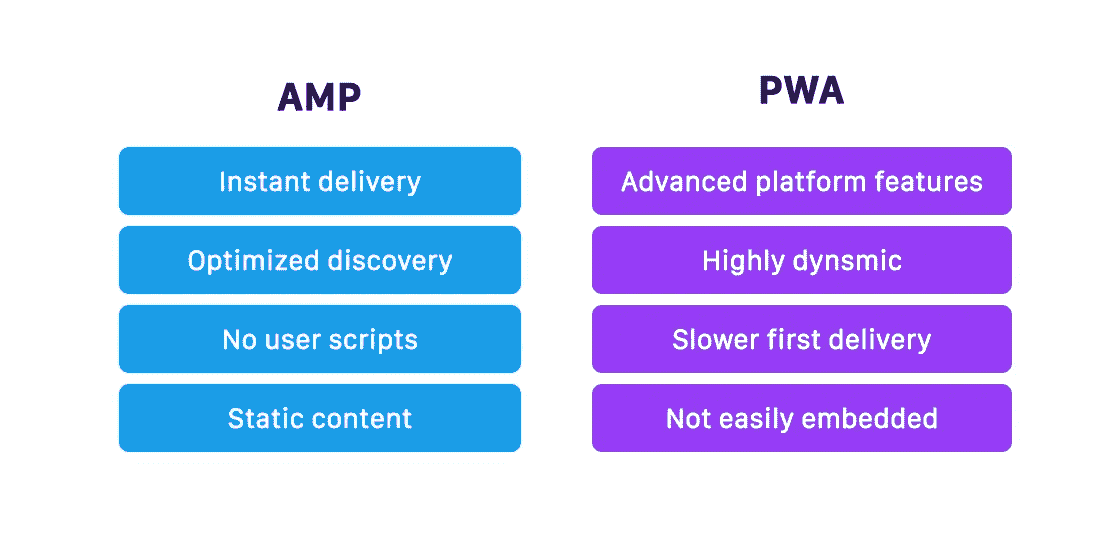 AMP
Instant delivery
Optimized discovery
No user scripts
Static content
PWA
Advanced platform features
Highly dynsmic
Slower first delivery
Not easily embedded